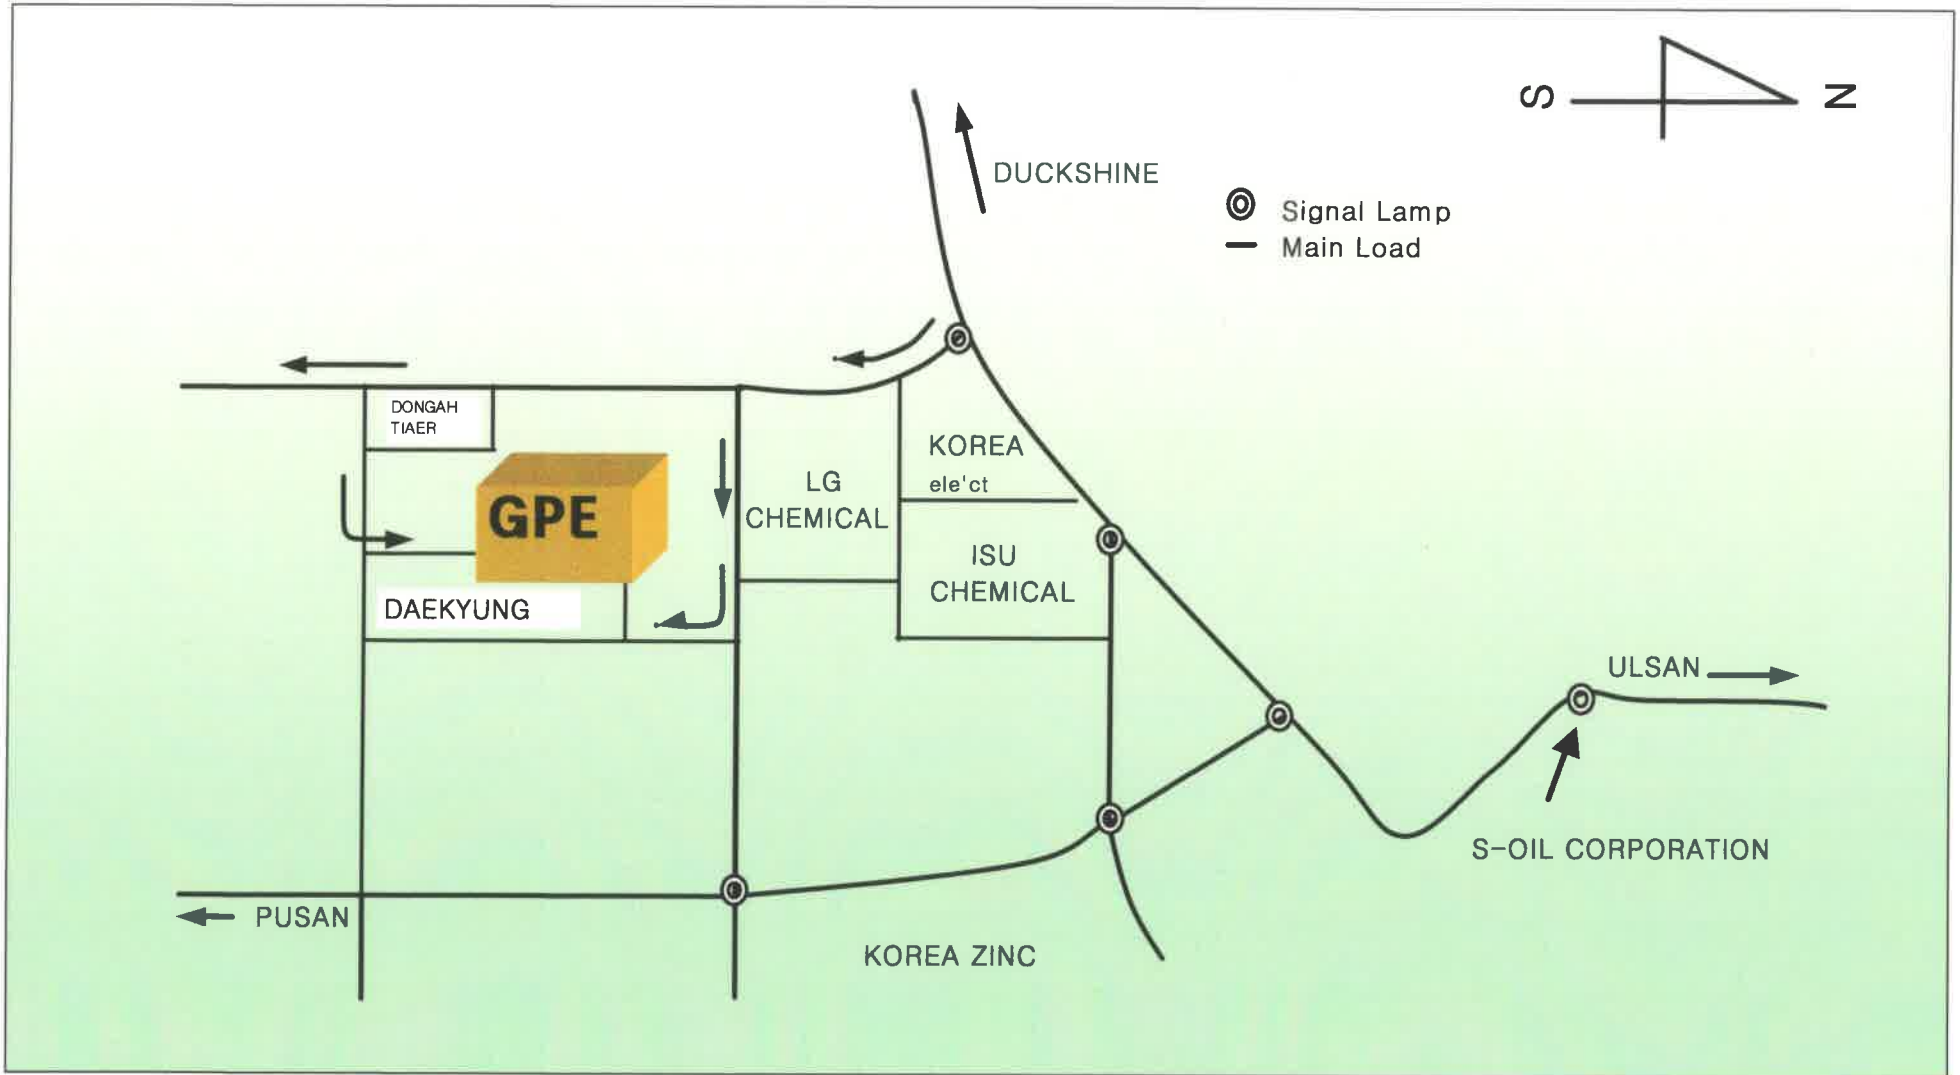 S N
DUCKSHINE
Signal Lamp
Main Load
DONGAH
TIAER
GPE
DAEKYUNG
LG
CHEMICAL
KOREA
ele'ct
ISU
CHEMICAL
ULSAN
S-OIL CORPORATION
PUSAN
KOREA ZINC